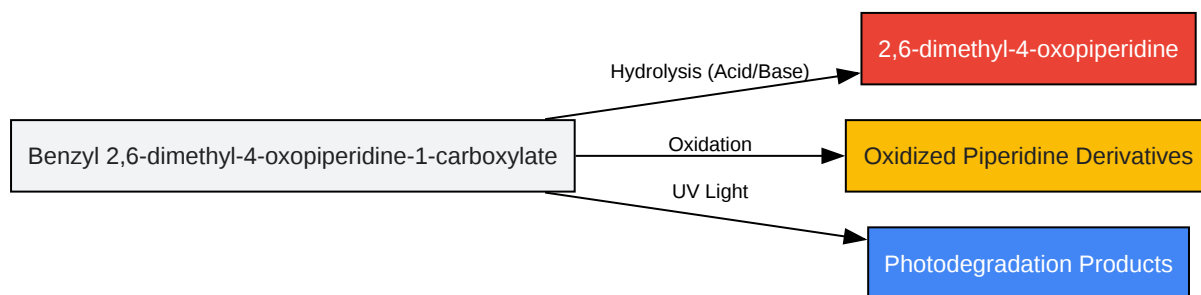 2,6-dimethyl-4-oxopiperidine
Hydrolysis (Acid/Base)
Benzyl 2,6-dimethyl-4-oxopiperidine-1-carboxylate
Oxidation
Oxidized Piperidine Derivatives
UV Light
Photodegradation Products